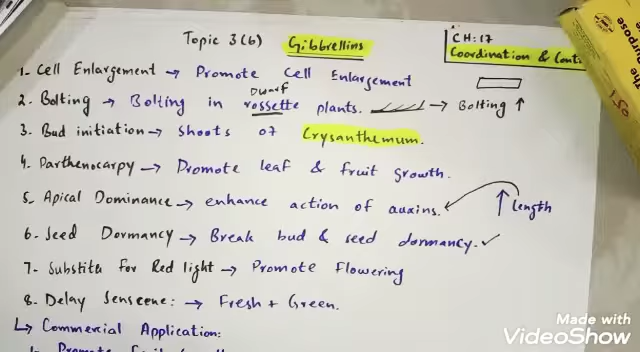 Topic 3(b) Gibbrellins
CH:17
Coordination & Cont
1- Cell Enlargement → Promote Cell Enlargement
Dwarf
2. Bolting → Bolting in rossette plants. → Bolting ↑
3. Bud initiation → Shoots of Crysanthemum.
4. Parthenocarpy → Promote leaf & fruit growth.
5. Apical Dominance → enhance action of auxins. ↑ length
6- Seed Dormancy → Break bud & seed dormancy. ✓
7- Substitu for Red light → Promote Flowering
8. Delay Senscene: → Fresh + Green.
↳ Commercial Application:
1. Promote
Made with
VideoShow